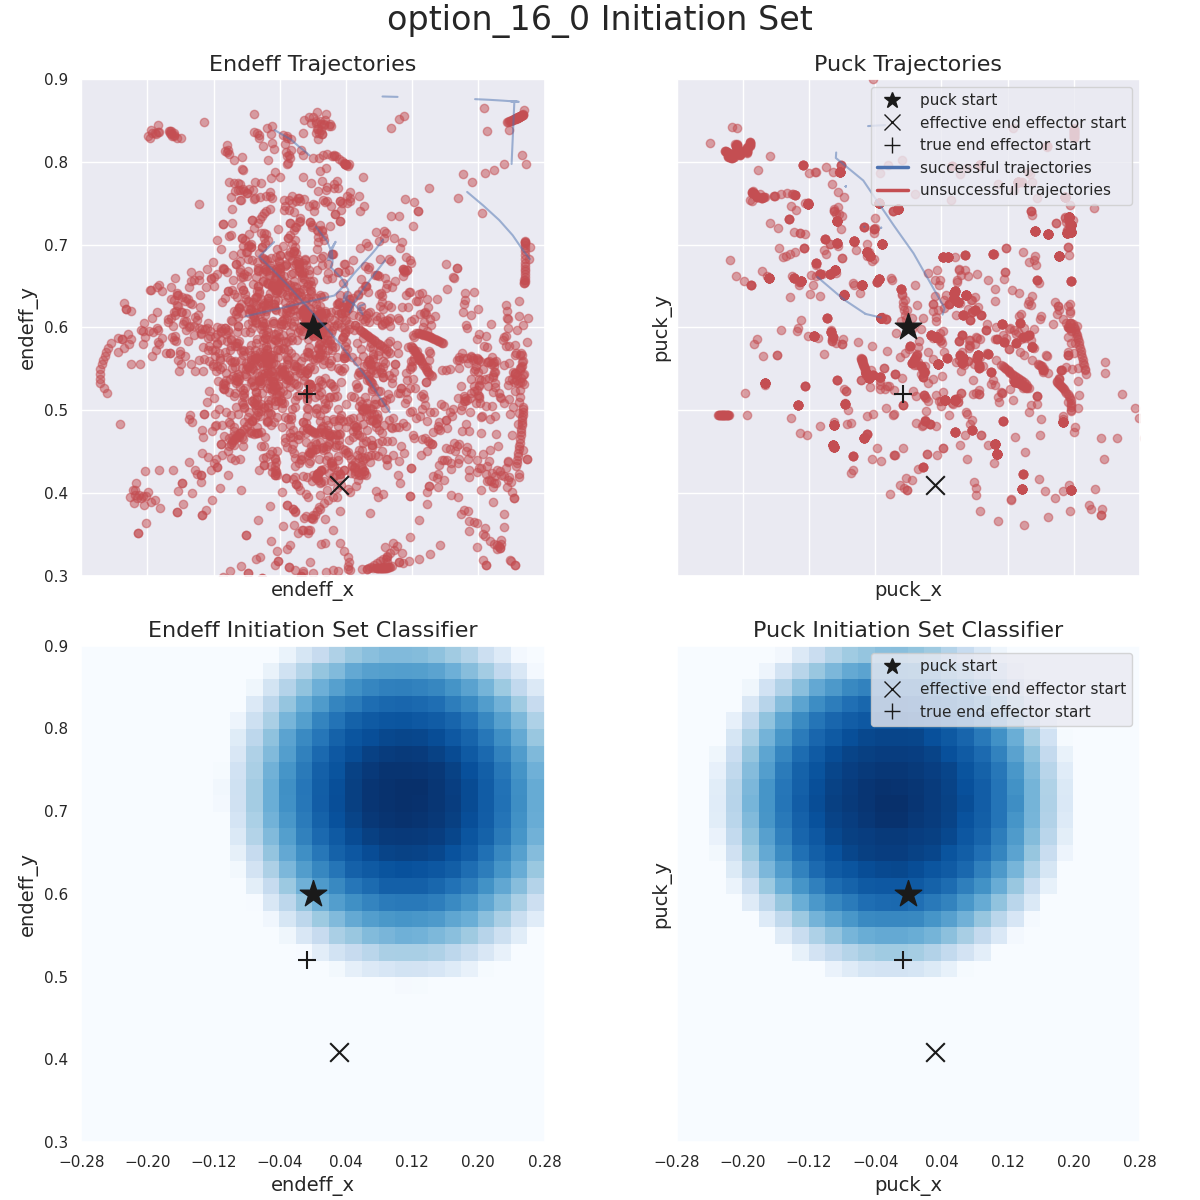 option_16_0 Initiation Set
Endeff Trajectories
Puck Trajectories
0.9
0.8
0.7
0.6
0.5
0.4
0.3
endeff_y
endeff_x
puck_y
puck_x
puck start
effective end effector start
true end effector start
successful trajectories
unsuccessful trajectories
Endeff Initiation Set Classifier
Puck Initiation Set Classifier
0.9
0.8
0.7
0.6
0.5
0.4
0.3
endeff_y
−0.28 −0.20 −0.12 −0.04 0.04 0.12 0.20 0.28
endeff_x
puck_y
puck start
effective end effector start
true end effector start
−0.28 −0.20 −0.12 −0.04 0.04 0.12 0.20 0.28
puck_x